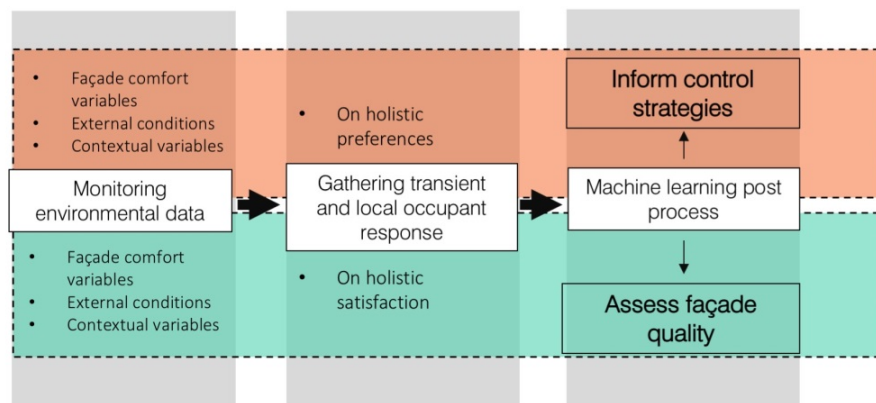 • Façade comfort
variables
• External conditions
• Contextual variables
Monitoring
environmental data
• Façade comfort
variables
• External conditions
• Contextual variables
• On holistic
preferences
Gathering transient
and local occupant
response
• On holistic
satisfaction
Inform control
strategies
Machine learning post
process
Assess façade
quality